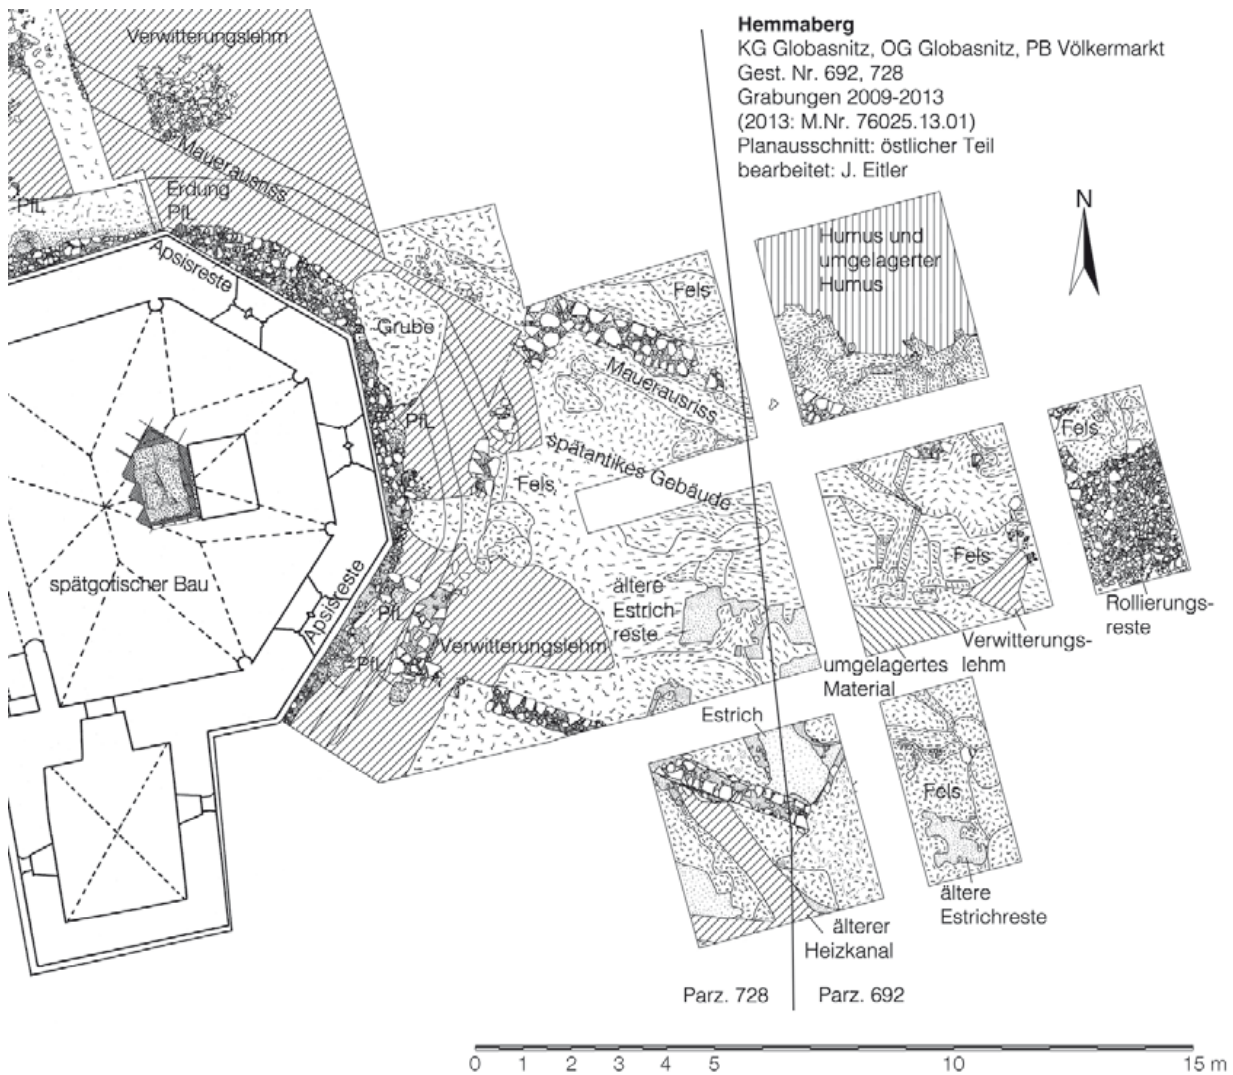 Hemmaberg
KG Globasnitz, OG Globasnitz, PB Völkermarkt
Gest. Nr. 692, 728
Grabungen 2009-2013
(2013: M.Nr. 76025.13.01)
Planausschnitt: östlicher Teil
bearbeitet: J. Eitler
N
Verwitterungslehm
Mauerausriss
Erdung
PfL
PfL
Apsisreste
Grube
Fels
Humus und
umgelagerter
Humus
Mauerausriss
PfL
spätantikes Gebäude
Fels
Fels
Fels
spätgotischer Bau
Apsisreste
PfL
PfL
ältere
Estrich
reste
Verwitterungslehm
Rollierungs-
reste
Verwitterungs-
lehm
umgelagertes
Material
Estrich
Fels
ältere
Estrichreste
älterer
Heizkanal
Parz. 728
Parz. 692
0 1 2 3 4 5 10 15 m